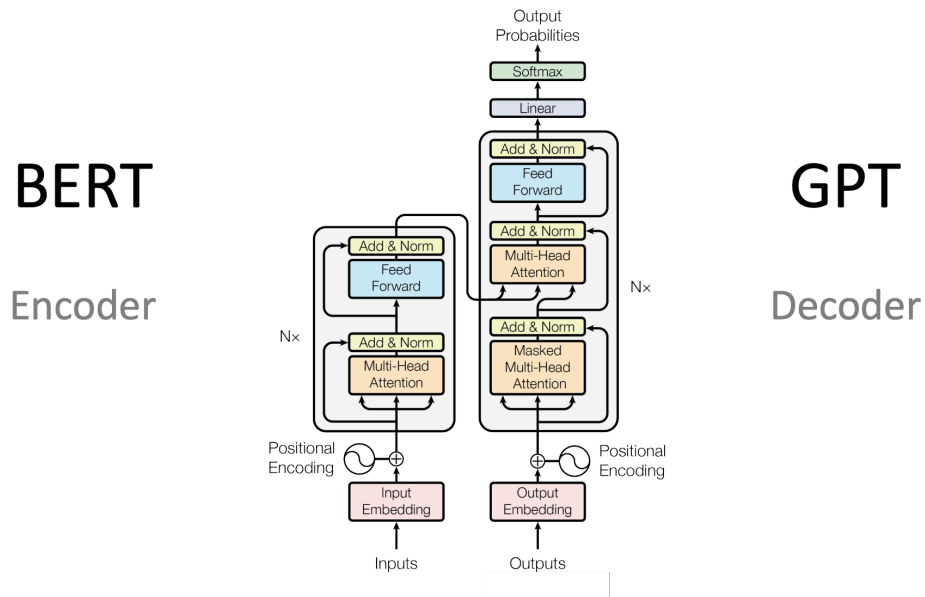 BERT
Encoder
Output
Probabilities
Softmax
Linear
Add & Norm
Feed
Forward
Add & Norm
Multi-Head
Attention
Add & Norm
Masked
Multi-Head
Attention
N×
Add & Norm
Feed
Forward
Add & Norm
Multi-Head
Attention
N×
Positional
Encoding
Input
Embedding
Inputs
Positional
Encoding
Output
Embedding
Outputs
GPT
Decoder